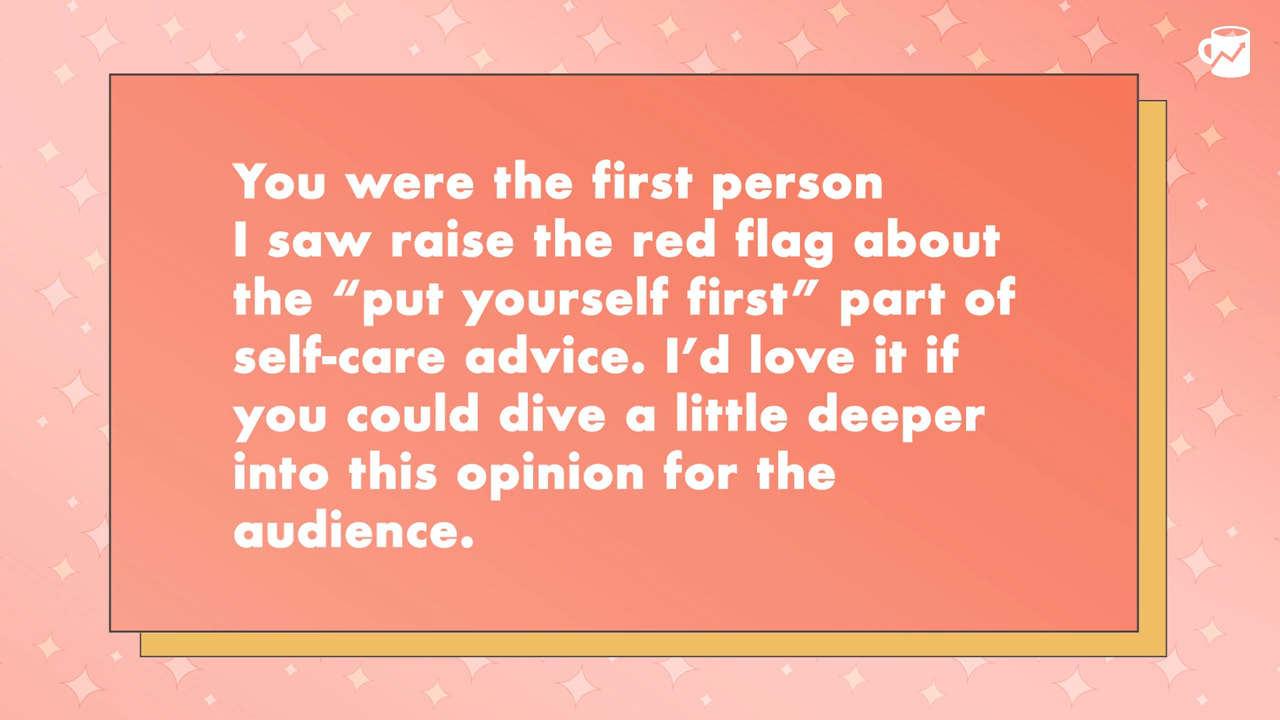 You were the first person
I saw raise the red flag about
the “put yourself first” part of
self-care advice. I’d love it if
you could dive a little deeper
into this opinion for the
audience.